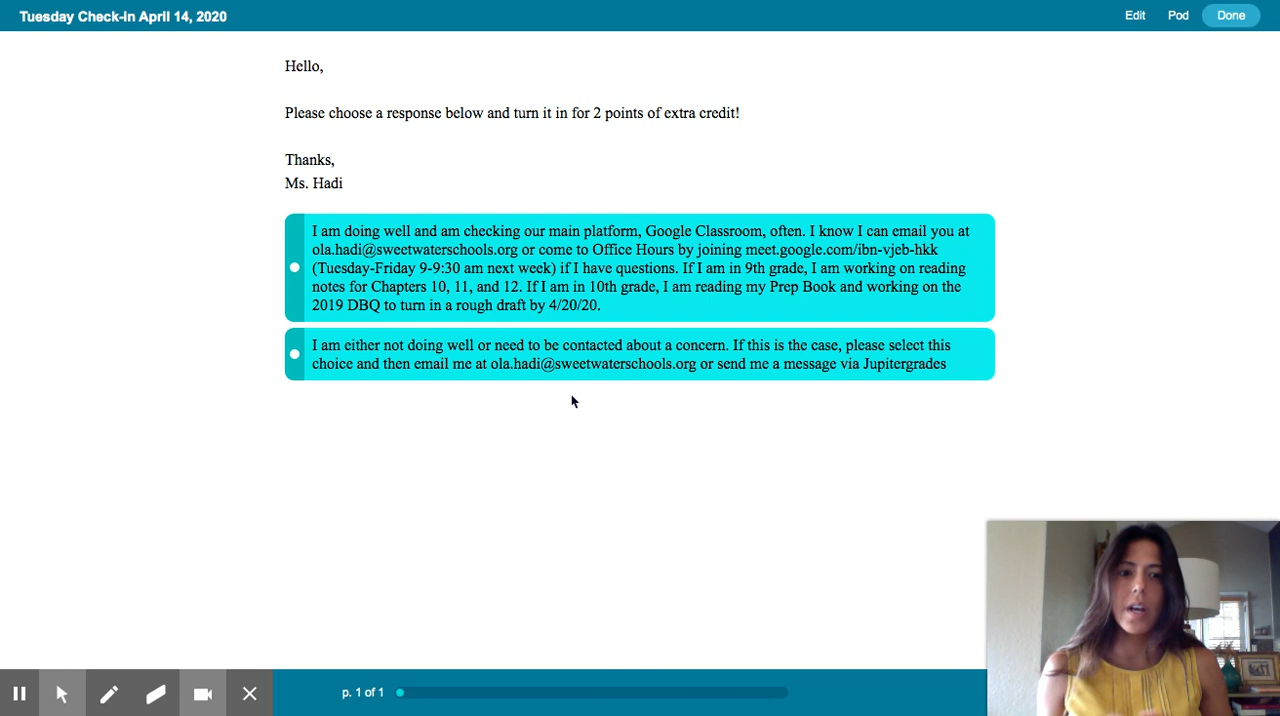 Tuesday Check-In April 14, 2020
Edit Pod Done
Hello,
Please choose a response below and turn it in for 2 points of extra credit!
Thanks,
Ms. Hadi
I am doing well and am checking our main platform, Google Classroom, often. I know I can email you at
ola.hadi@sweetwaterschools.org or come to Office Hours by joining meet.google.com/ibn-vjeb-hkk
(Tuesday-Friday 9-9:30 am next week) if I have questions. If I am in 9th grade, I am working on reading
notes for Chapters 10, 11, and 12. If I am in 10th grade, I am reading my Prep Book and working on the
2019 DBQ to turn in a rough draft by 4/20/20.
I am either not doing well or need to be contacted about a concern. If this is the case, please select this
choice and then email me at ola.hadi@sweetwaterschools.org or send me a message via Jupitergrades
p. 1 of 1